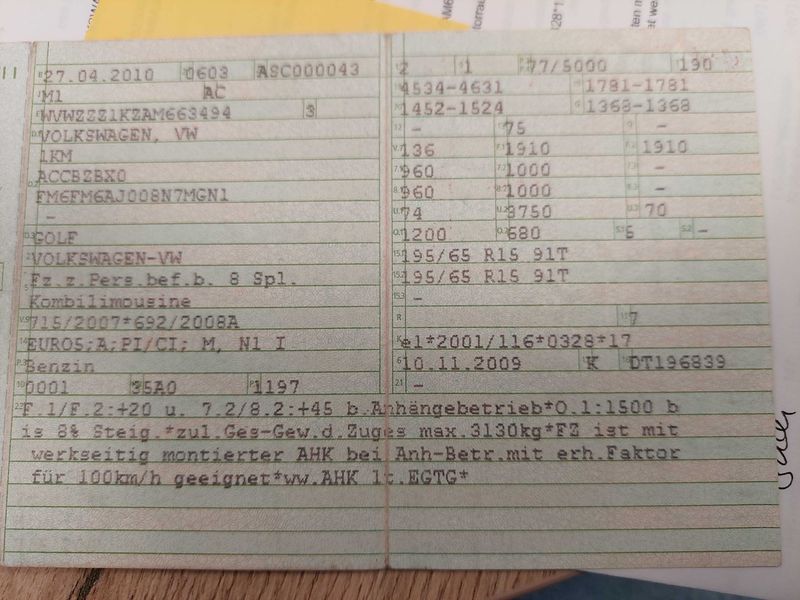 27.04.2010 0603 ASC000043
M1 AC
WVWZZZ1KZAM663494 3
VOLKSWAGEN, VW
1KM
ACCBZBX0
FM6FM6AJ008N7MGN1
-
GOLF
VOLKSWAGEN-VW
Fz.z.Pers.bef.b. 8 Spl.
Kombilimousine
715/2007*692/2008A
EURO5;A;PI/CI; M, N1 I
Benzin
0001 35A0 1197
2 1 77/5000 190
4534-4631 1781-1781
1452-1524 1368-1368
- 75 -
136 1910 1910
960 1000 -
960 1000 -
74 3750 70
1200 680 5 -
195/65 R15 91T
195/65 R15 91T
-
7
e1*2001/116*0328*17
10.11.2009 K DT196839
-
F.1/F.2:+20 u. 7.2/8.2:+45 b.Anhängebetrieb*O.1:1500 b
is 8% Steig.*zul.Ges-Gew.d.Zuges max.3130kg*FZ ist mit
werkseitig montierter AHK bei Anh-Betr.mit erh.Faktor
für 100km/h geeignet*ww.AHK lt.EGTG*